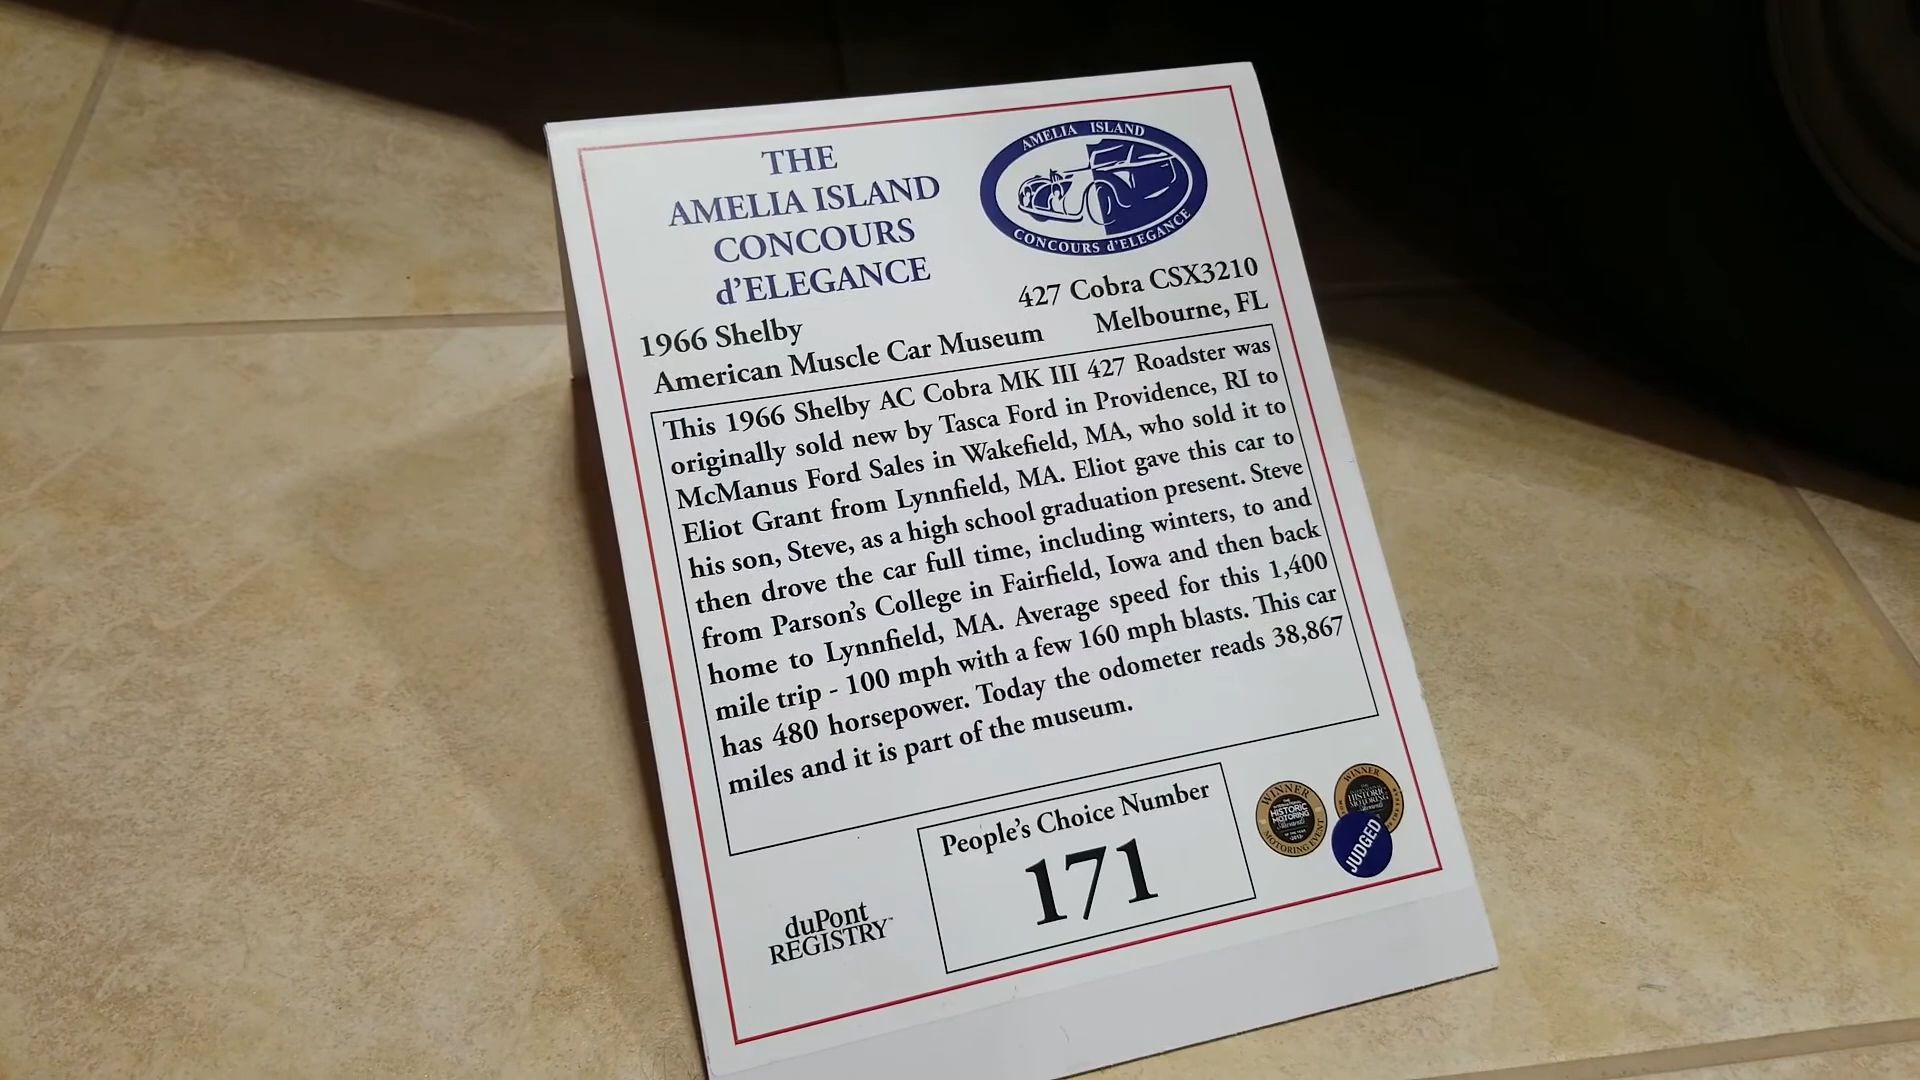 THE
AMELIA ISLAND
CONCOURS
d'ELEGANCE
AMELIA ISLAND
CONCOURS d'ELEGANCE
1966 Shelby
427 Cobra CSX3210
American Muscle Car Museum
Melbourne, FL
This 1966 Shelby AC Cobra MK III 427 Roadster was
originally sold new by Tasca Ford in Providence, RI to
McManus Ford Sales in Wakefield, MA, who sold it to
Eliot Grant from Lynnfield, MA. Eliot gave this car to
his son, Steve, as a high school graduation present. Steve
then drove the car full time, including winters, to and
from Parson's College in Fairfield, Iowa and then back
home to Lynnfield, MA. Average speed for this 1,400
mile trip - 100 mph with a few 160 mph blasts. This car
has 480 horsepower. Today the odometer reads 38,867
miles and it is part of the museum.
People's Choice Number
171
duPont
REGISTRY™
WINNER
HISTORIC
MOTORING
MOTORING EVENT
WINNER
HISTORIC
MOTORING
JUDGED